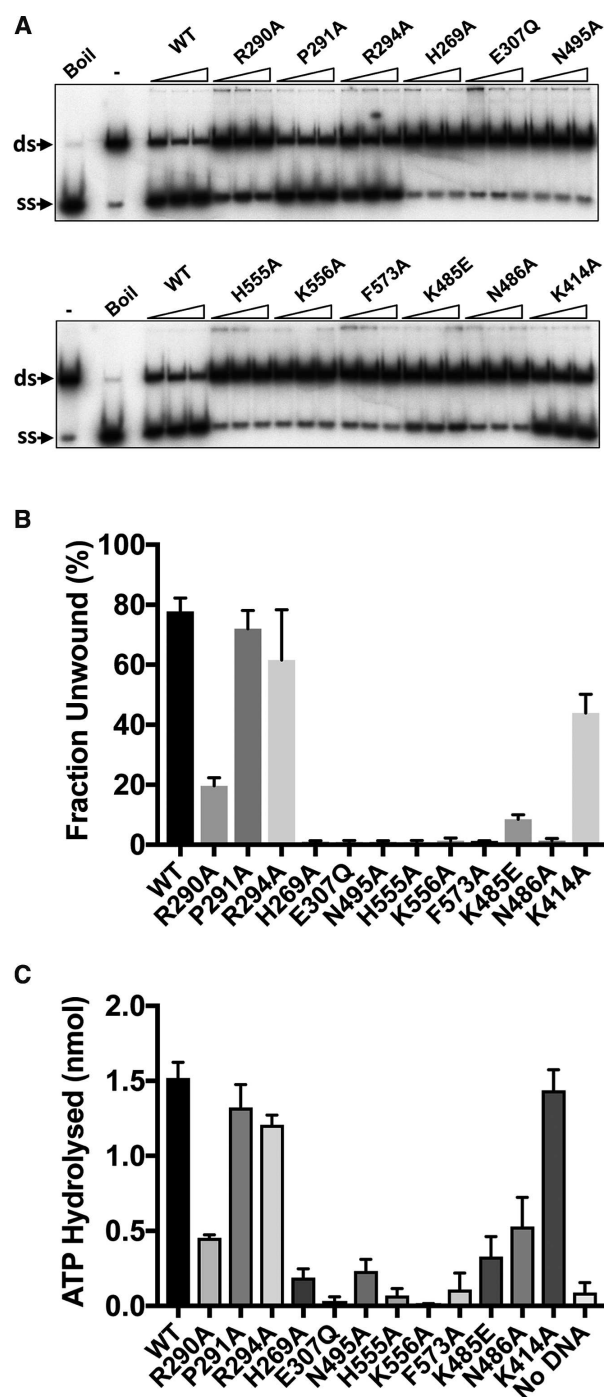 A
Boil - WT R290A P291A R294A H269A E307Q N495A
ds
ss
- Boil WT H555A K556A F573A K485E N486A K414A
ds
ss
B
Fraction Unwound (%)
100
80
60
40
20
0
WT R290A P291A R294A H269A E307Q N495A H555A K556A F573A K485E N486A K414A
C
ATP Hydrolysed (nmol)
2.0
1.5
1.0
0.5
0.0
WT R290A P291A R294A H269A E307Q N495A H555A K556A F573A K485E N486A K414A No DNA